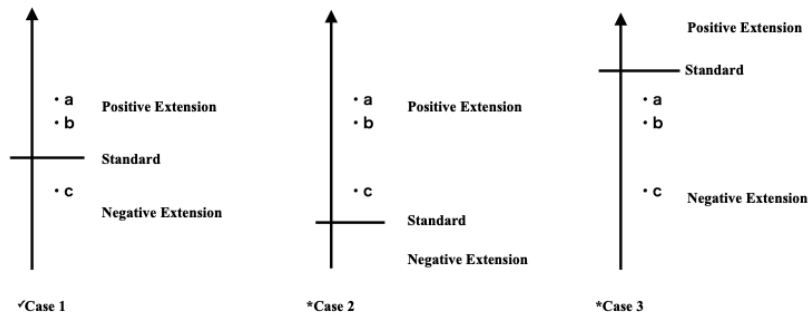 Positive Extension
Standard
a
b
Positive Extension
Standard
c
Negative Extension
✓Case 1
a
b
Positive Extension
c
Standard
Negative Extension
*Case 2
a
b
c
Negative Extension
*Case 3